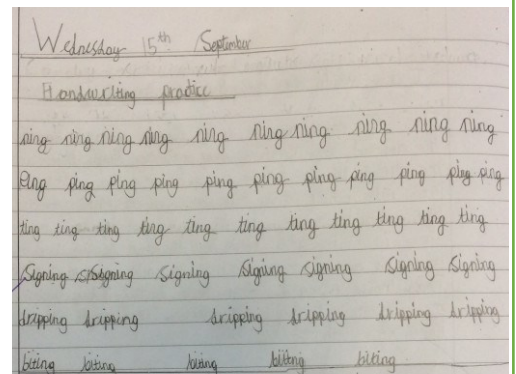 Wednesday 15th September
Handwriting practice
ning ning ning ning ning ning ning ning ning ning
ping ping ping ping ping ping ping ping ping ping ping
ting ting ting ting ting ting ting ting ting ting ting
Signing signing signing signing signing signing signing
dripping dripping dripping dripping dripping dripping
biting biting biting biting biting